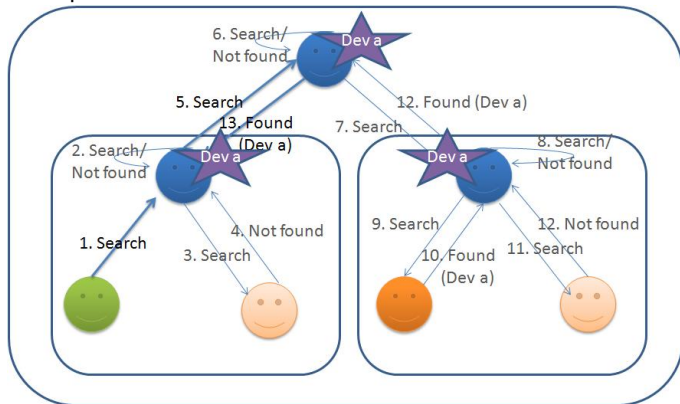 6. Search/
Not found
Dev a
5. Search
12. Found (Dev a)
13. Found
(Dev a)
7. Search
2. Search/
Not found
Dev a
Dev a
8. Search/
Not found
1. Search
4. Not found
3. Search
9. Search
12. Not found
10. Found
(Dev a)
11. Search